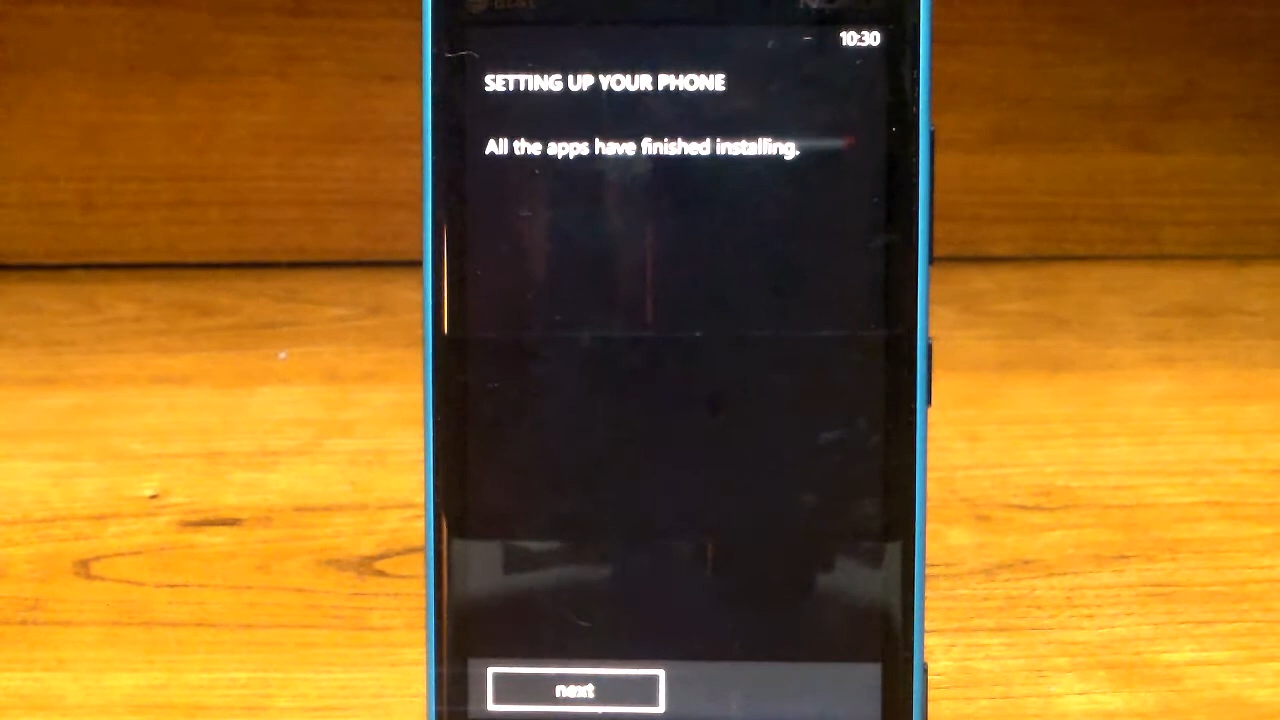 10:30
SETTING UP YOUR PHONE
All the apps have finished installing.
next